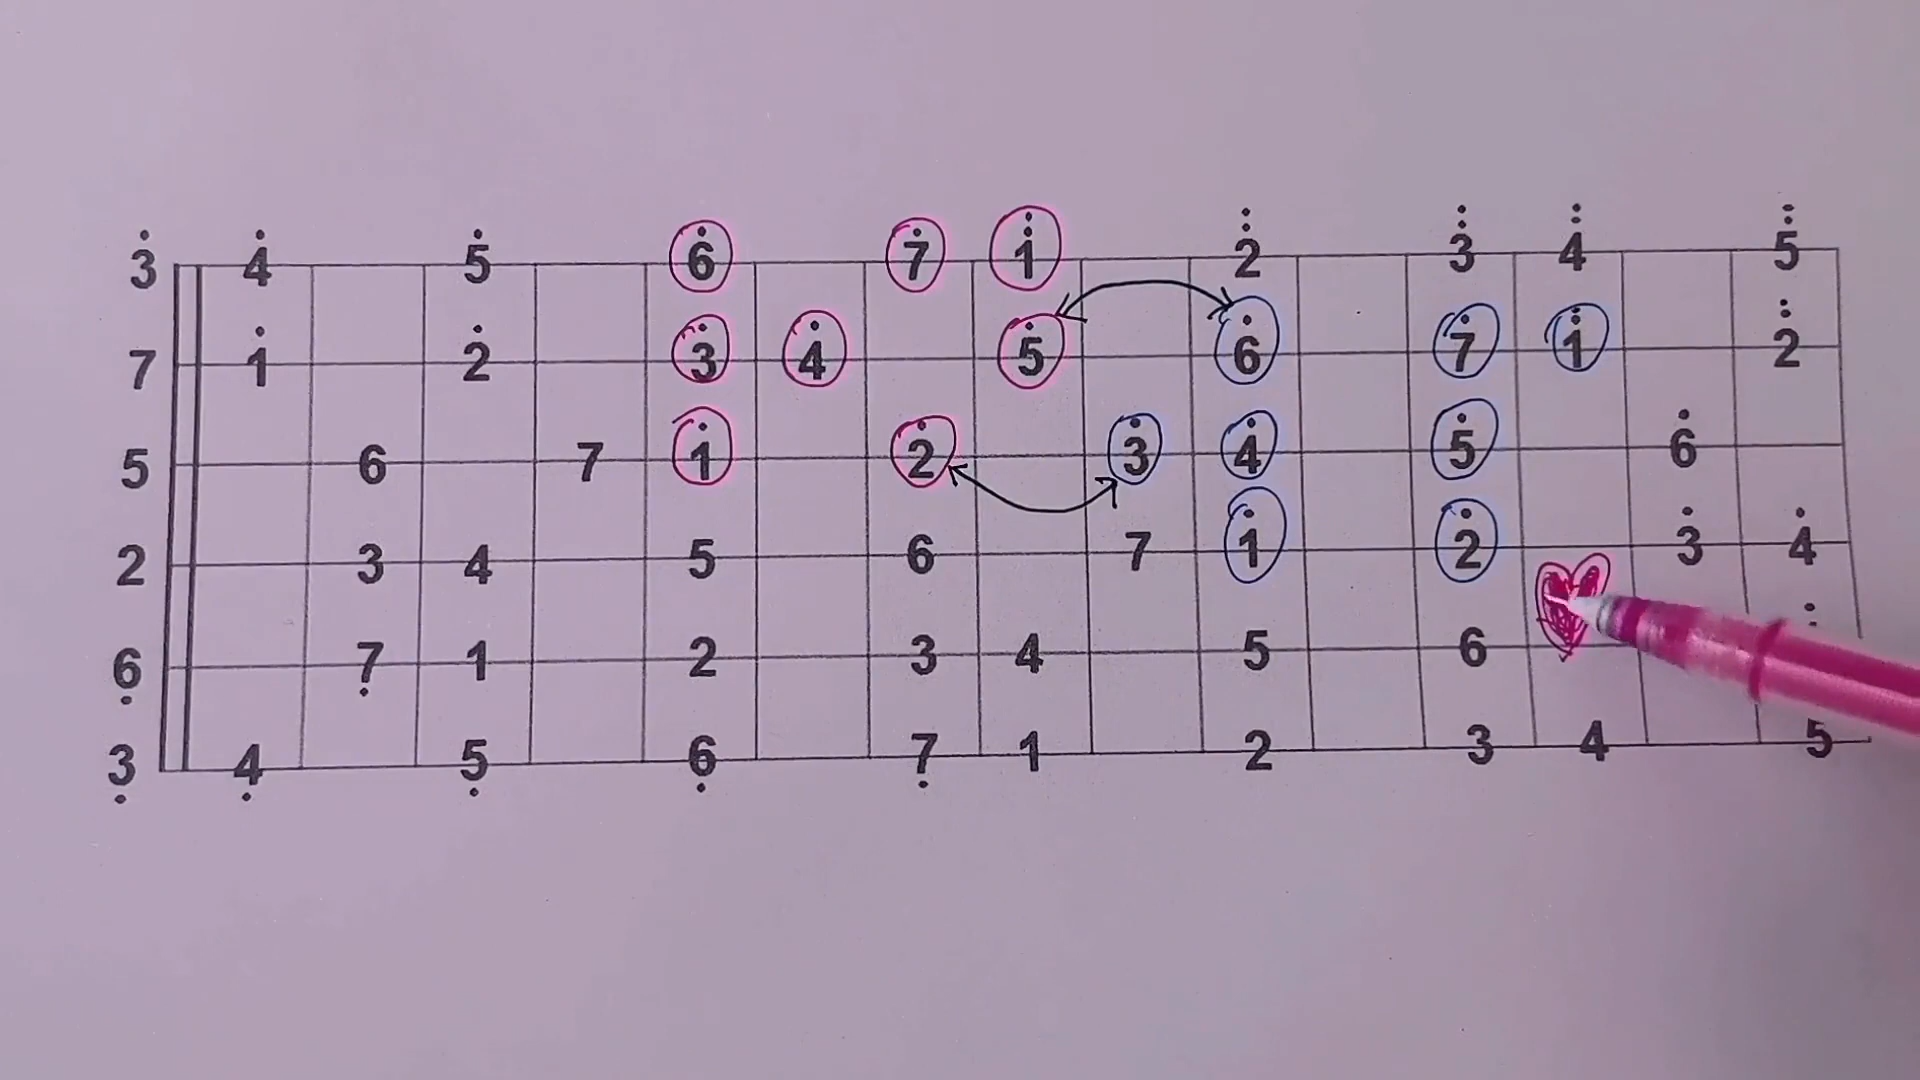 3̇ 4̇ 5̇ 6̇ 7̇ 1̈ 2̈ 3̈ 4̈ 5̈
7 1̇ 2̇ 3̇ 4̇ 5̇ 6̇ 7̇ 1̈ 2̈
5 6 7 1̇ 2̇ 3̇ 4̇ 5̇ 6̇
2 3 4 5 6 7 1̇ 2̇ 3̇ 4̇
6̣ 7̣ 1 2 3 4 5 6
3̣ 4̣ 5̣ 6̣ 7̣ 1 2 3 4 5